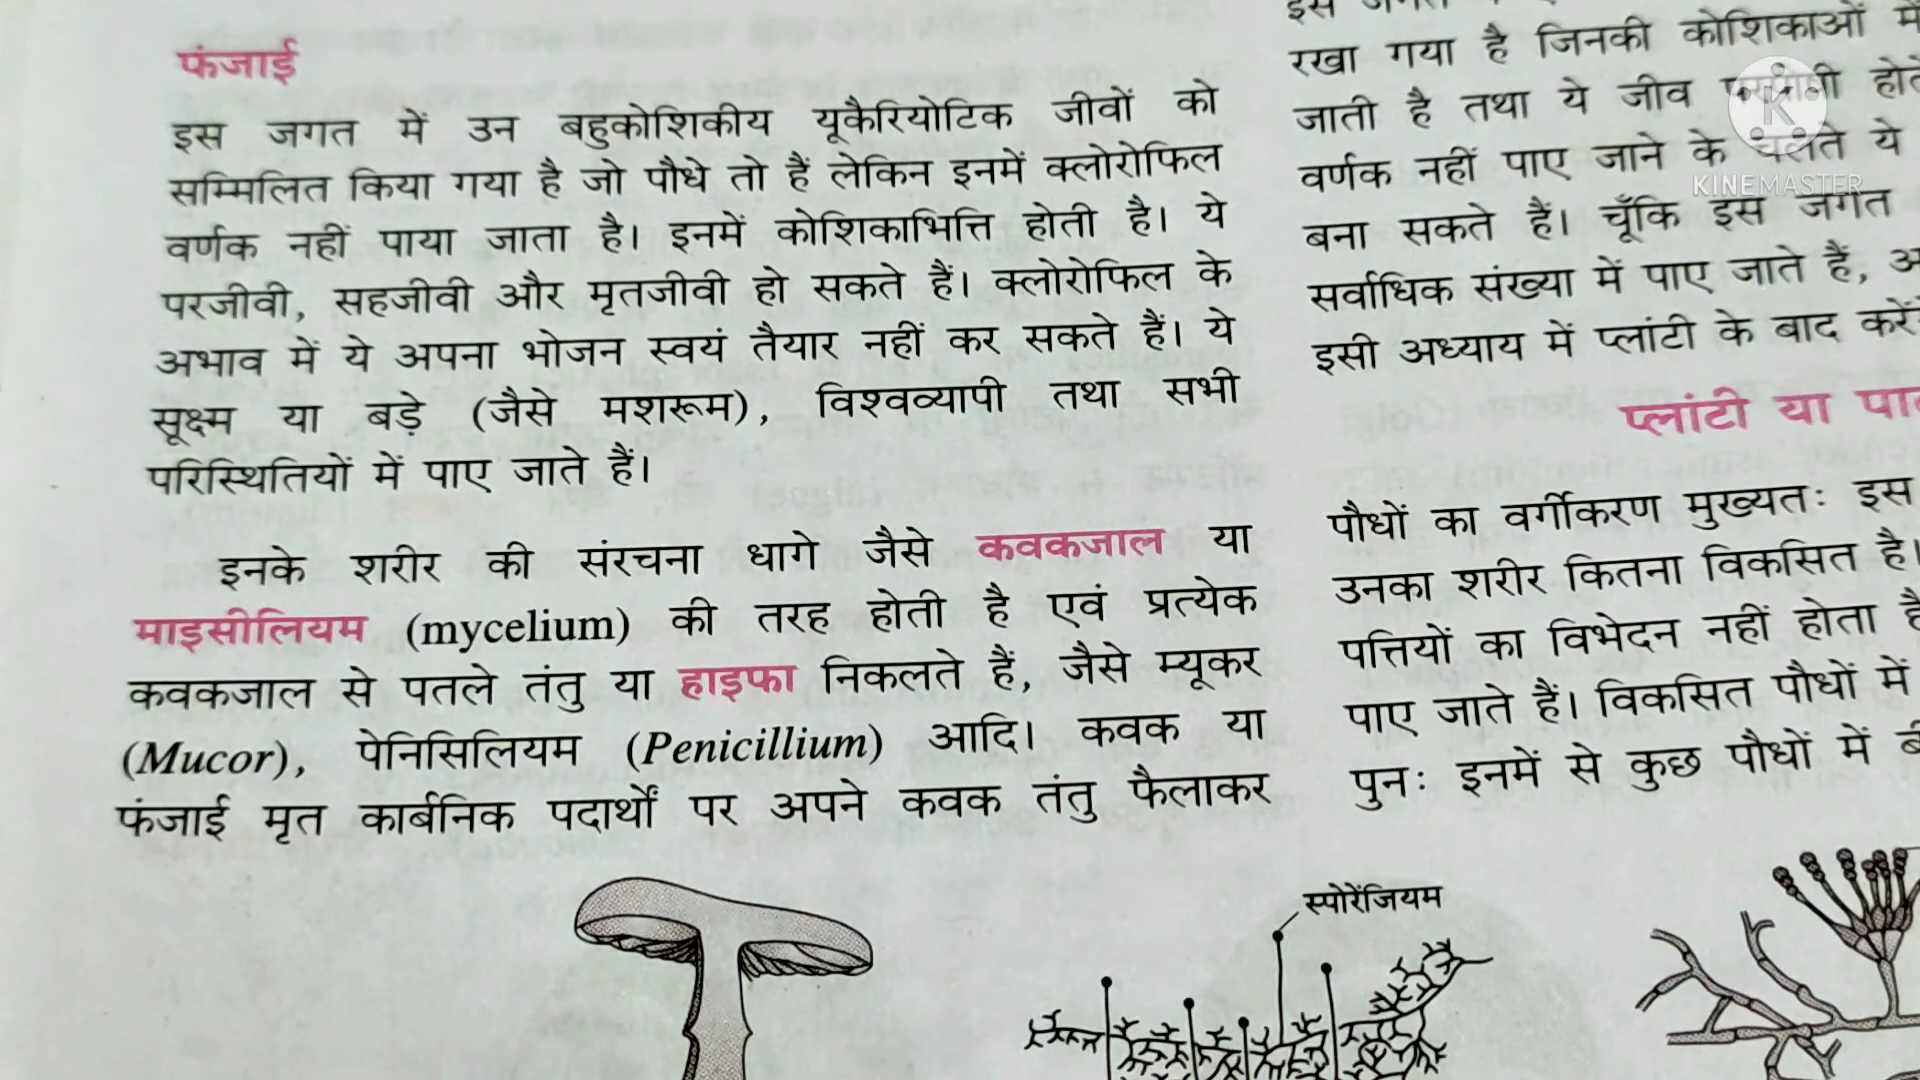 फंजाई
इस जगत में उन बहुकोशिकीय यूकैरियोटिक जीवों को
सम्मिलित किया गया है जो पौधे तो हैं लेकिन इनमें क्लोरोफिल
वर्णक नहीं पाया जाता है। इनमें कोशिकाभित्ति होती है। ये
परजीवी, सहजीवी और मृतजीवी हो सकते हैं। क्लोरोफिल के
अभाव में ये अपना भोजन स्वयं तैयार नहीं कर सकते हैं। ये
सूक्ष्म या बड़े (जैसे मशरूम), विश्वव्यापी तथा सभी
परिस्थितियों में पाए जाते हैं।
इनके शरीर की संरचना धागे जैसे कवकजाल या
माइसीलियम (mycelium) की तरह होती है एवं प्रत्येक
कवकजाल से पतले तंतु या हाइफा निकलते हैं, जैसे म्यूकर
(Mucor), पेनिसिलियम (Penicillium) आदि। कवक या
फंजाई मृत कार्बनिक पदार्थों पर अपने कवक तंतु फैलाकर
स्पोरेंजियम
इस
रखा गया है जिनकी कोशिकाओं में
जाती है तथा ये जीव
वर्णक नहीं पाए जाने के चलते ये
बना सकते हैं। चूँकि इस जगत
सर्वाधिक संख्या में पाए जाते हैं,
इसी अध्याय में प्लांटी के बाद करेंगे
प्लांटी या
पौधों का वर्गीकरण मुख्यतः इस
उनका शरीर कितना विकसित है।
पत्तियों का विभेदन नहीं होता है
पाए जाते हैं। विकसित पौधों में
पुनः इनमें से कुछ पौधों में
K
KINEMASTER